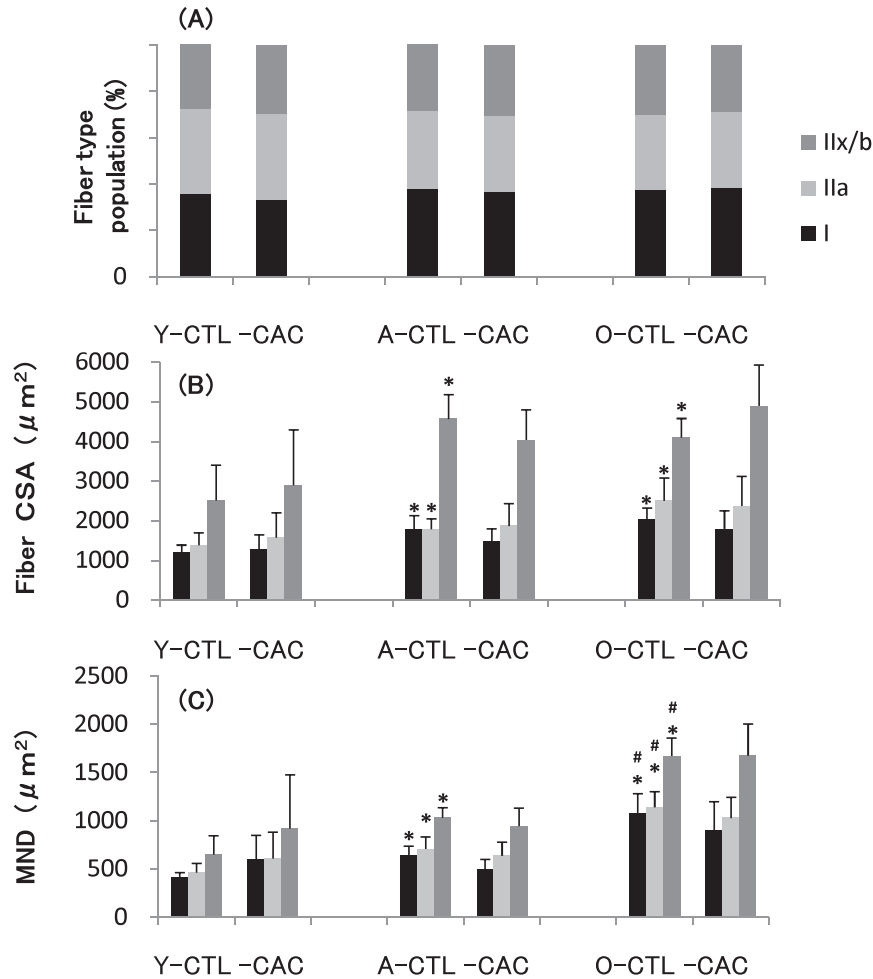 (A)
Fiber type
population (%)
0
IIx/b
IIa
I
Y-CTL -CAC
A-CTL -CAC
O-CTL -CAC
(B)
Fiber CSA (μm²)
6000
5000
4000
3000
2000
1000
0
* * *
* * *
Y-CTL -CAC
A-CTL -CAC
O-CTL -CAC
(C)
MND (μm²)
2500
2000
1500
1000
500
0
* * *
# # #
* * *
Y-CTL -CAC
A-CTL -CAC
O-CTL -CAC